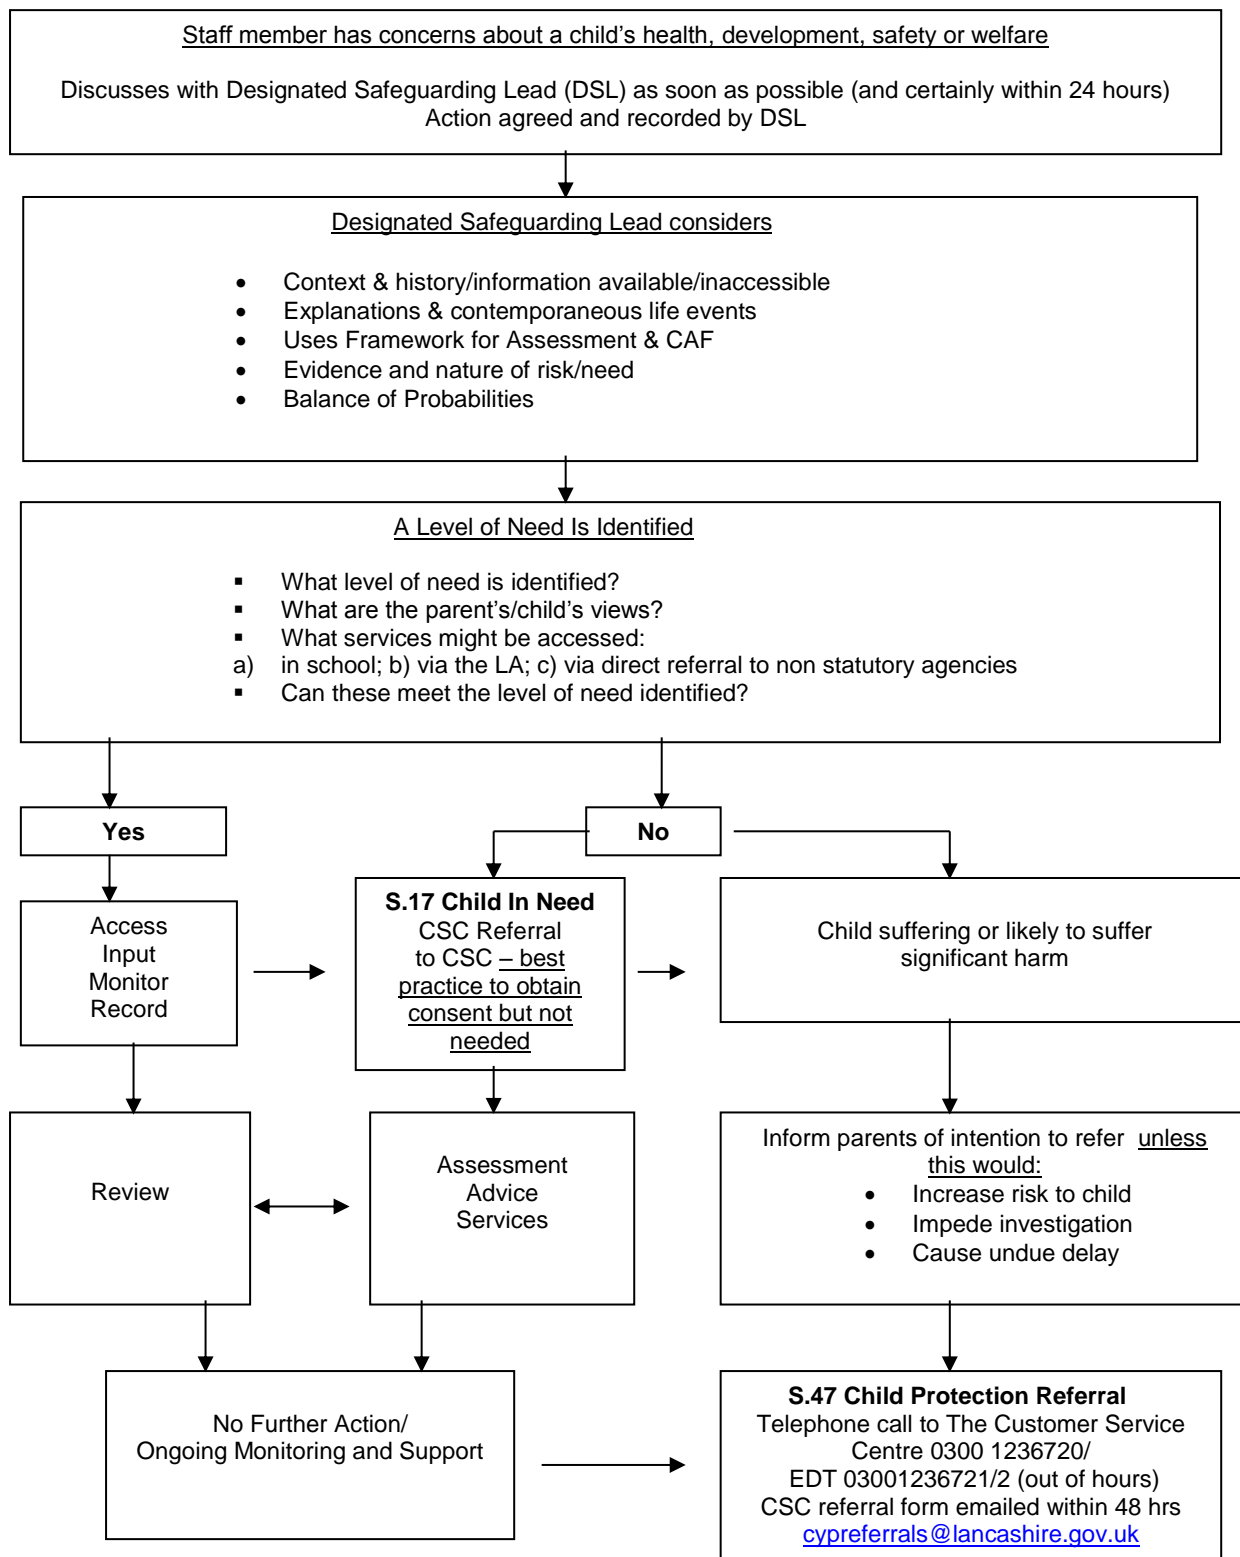 Staff member has concerns about a child's health, development, safety or welfare
Discusses with Designated Safeguarding Lead (DSL) as soon as possible (and certainly within 24 hours)
Action agreed and recorded by DSL
Designated Safeguarding Lead considers
• Context & history/information available/inaccessible
• Explanations & contemporaneous life events
• Uses Framework for Assessment & CAF
• Evidence and nature of risk/need
• Balance of Probabilities
A Level of Need Is Identified
▪ What level of need is identified?
▪ What are the parent's/child's views?
▪ What services might be accessed:
a) in school; b) via the LA; c) via direct referral to non statutory agencies
▪ Can these meet the level of need identified?
Yes
No
Access
Input
Monitor
Record
S.17 Child In Need
CSC Referral
to CSC – best
practice to obtain
consent but not
needed
Child suffering or likely to suffer
significant harm
Review
Assessment
Advice
Services
Inform parents of intention to refer unless
this would:
• Increase risk to child
• Impede investigation
• Cause undue delay
No Further Action/
Ongoing Monitoring and Support
S.47 Child Protection Referral
Telephone call to The Customer Service
Centre 0300 1236720/
EDT 03001236721/2 (out of hours)
CSC referral form emailed within 48 hrs
cypreferrals@lancashire.gov.uk